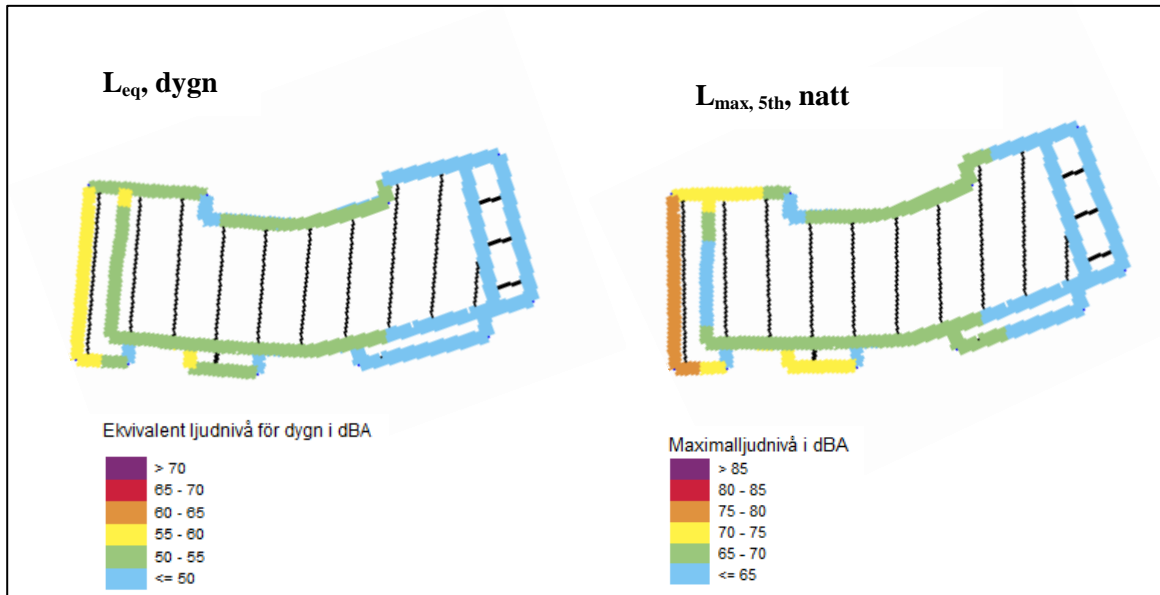 Leq, dygn
Lmax, 5th, natt
Ekvivalent ljudnivå för dygn i dBA
> 70
65 - 70
60 - 65
55 - 60
50 - 55
<= 50
Maximalljudnivå i dBA
> 85
80 - 85
75 - 80
70 - 75
65 - 70
<= 65